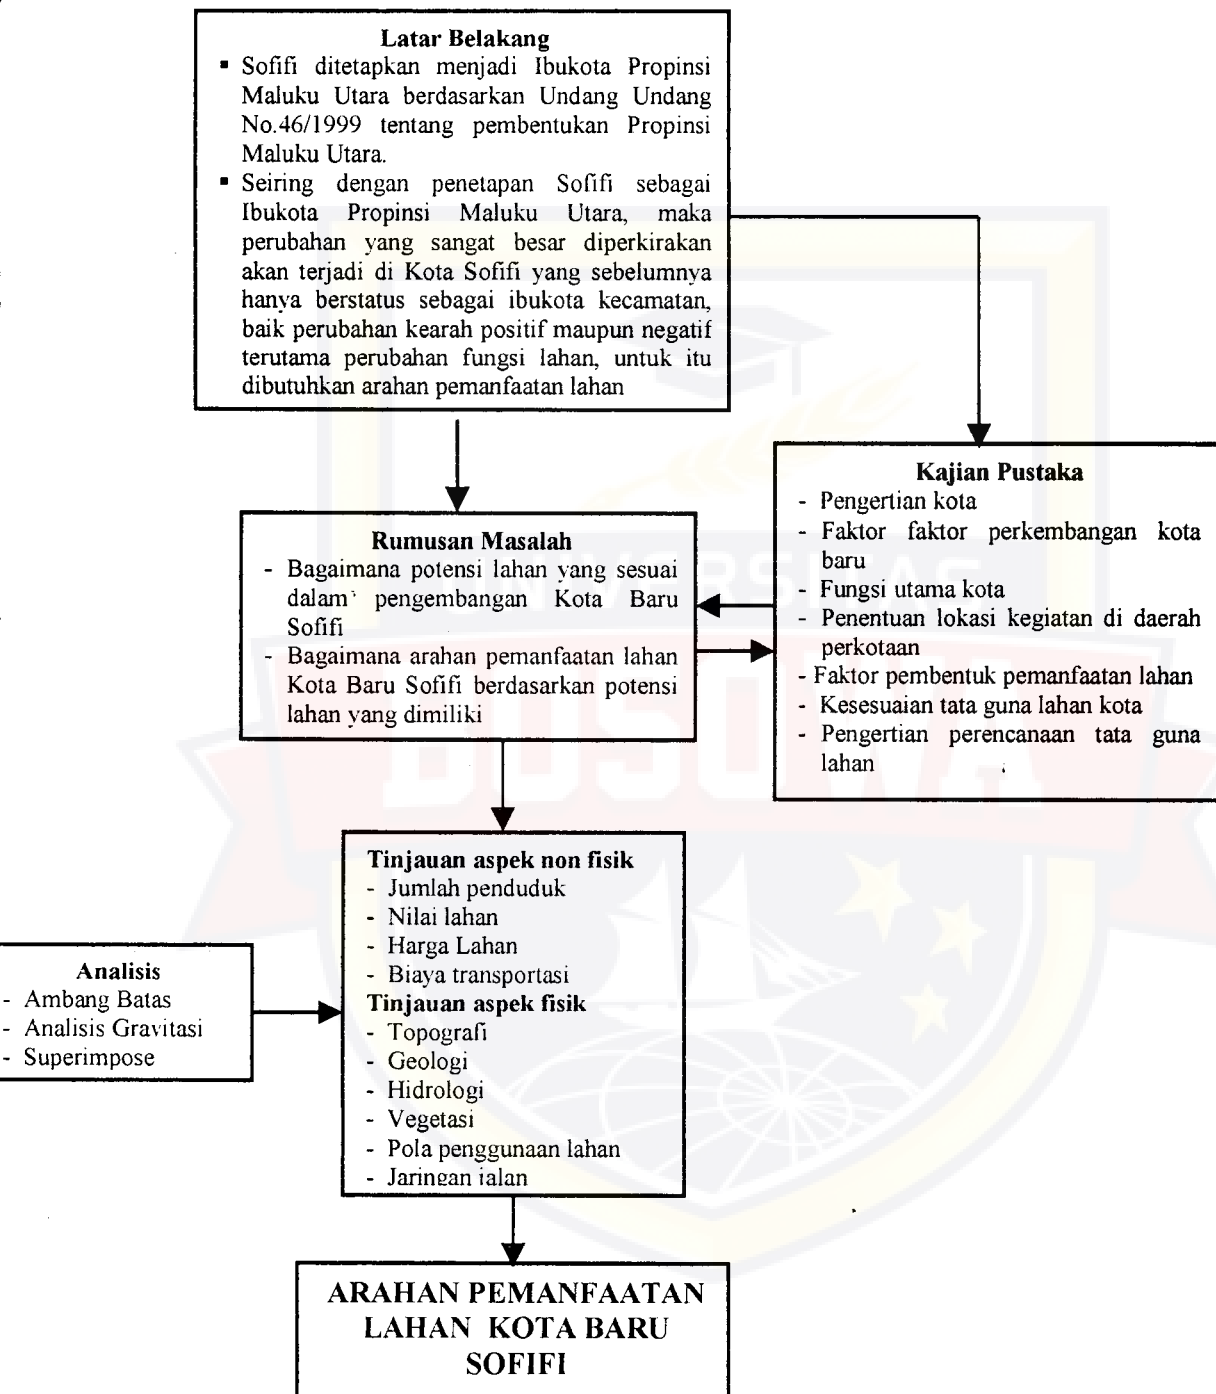 Latar Belakang
▪ Sofifi ditetapkan menjadi Ibukota Propinsi
Maluku Utara berdasarkan Undang Undang
No.46/1999 tentang pembentukan Propinsi
Maluku Utara.
▪ Seiring dengan penetapan Sofifi sebagai
Ibukota Propinsi Maluku Utara, maka
perubahan yang sangat besar diperkirakan
akan terjadi di Kota Sofifi yang sebelumnya
hanya berstatus sebagai ibukota kecamatan,
baik perubahan kearah positif maupun negatif
terutama perubahan fungsi lahan, untuk itu
dibutuhkan arahan pemanfaatan lahan
Rumusan Masalah
- Bagaimana potensi lahan yang sesuai
dalam pengembangan Kota Baru
Sofifi
- Bagaimana arahan pemanfaatan lahan
Kota Baru Sofifi berdasarkan potensi
lahan yang dimiliki
Kajian Pustaka
- Pengertian kota
- Faktor faktor perkembangan kota
baru
- Fungsi utama kota
- Penentuan lokasi kegiatan di daerah
perkotaan
- Faktor pembentuk pemanfaatan lahan
- Kesesuaian tata guna lahan kota
- Pengertian perencanaan tata guna
lahan
Tinjauan aspek non fisik
- Jumlah penduduk
- Nilai lahan
- Harga Lahan
- Biaya transportasi
Tinjauan aspek fisik
- Topografi
- Geologi
- Hidrologi
- Vegetasi
- Pola penggunaan lahan
- Jaringan jalan
Analisis
- Ambang Batas
- Analisis Gravitasi
- Superimpose
ARAHAN PEMANFAATAN
LAHAN KOTA BARU
SOFIFI
UNIVERSITAS
BOSOWA